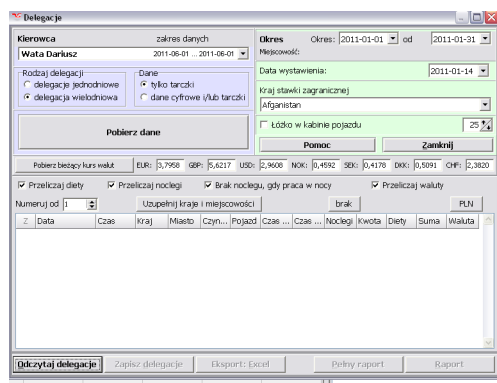 Delegacje
Kierowca zakres danych
Wata Dariusz 2011-06-01 ... 2011-06-01
Rodzaj delegacji
delegacje jednodniowe
delegacja wielodniowa
Dane
tylko tarczki
dane cyfrowe i/lub tarczki
Pobierz dane
Okres Okres: 2011-01-01 od 2011-01-31
Miejscowość:
Data wystawienia: 2011-01-14
Kraj stawki zagranicznej
Afganistan
Łóżko w kabinie pojazdu 25
Pomoc Zamknij
Pobierz bieżący kurs walut EUR: 3,7958 GBP: 5,6217 USD: 2,9608 NOK: 0,4592 SEK: 0,4178 DKK: 0,5091 CHF: 2,3820
Przeliczaj diety Przeliczaj noclegi Brak noclegu, gdy praca w nocy Przeliczaj waluty
Numeruj od 1 Uzupełnij kraje i miejscowości brak PLN
Z Data Czas Kraj Miasto Czyn... Pojazd Czas ... Czas ... Noclegi Kwota Diety Suma Waluta
Odczytaj delegacje Zapisz delegacje Eksport: Excel Pełny raport Raport